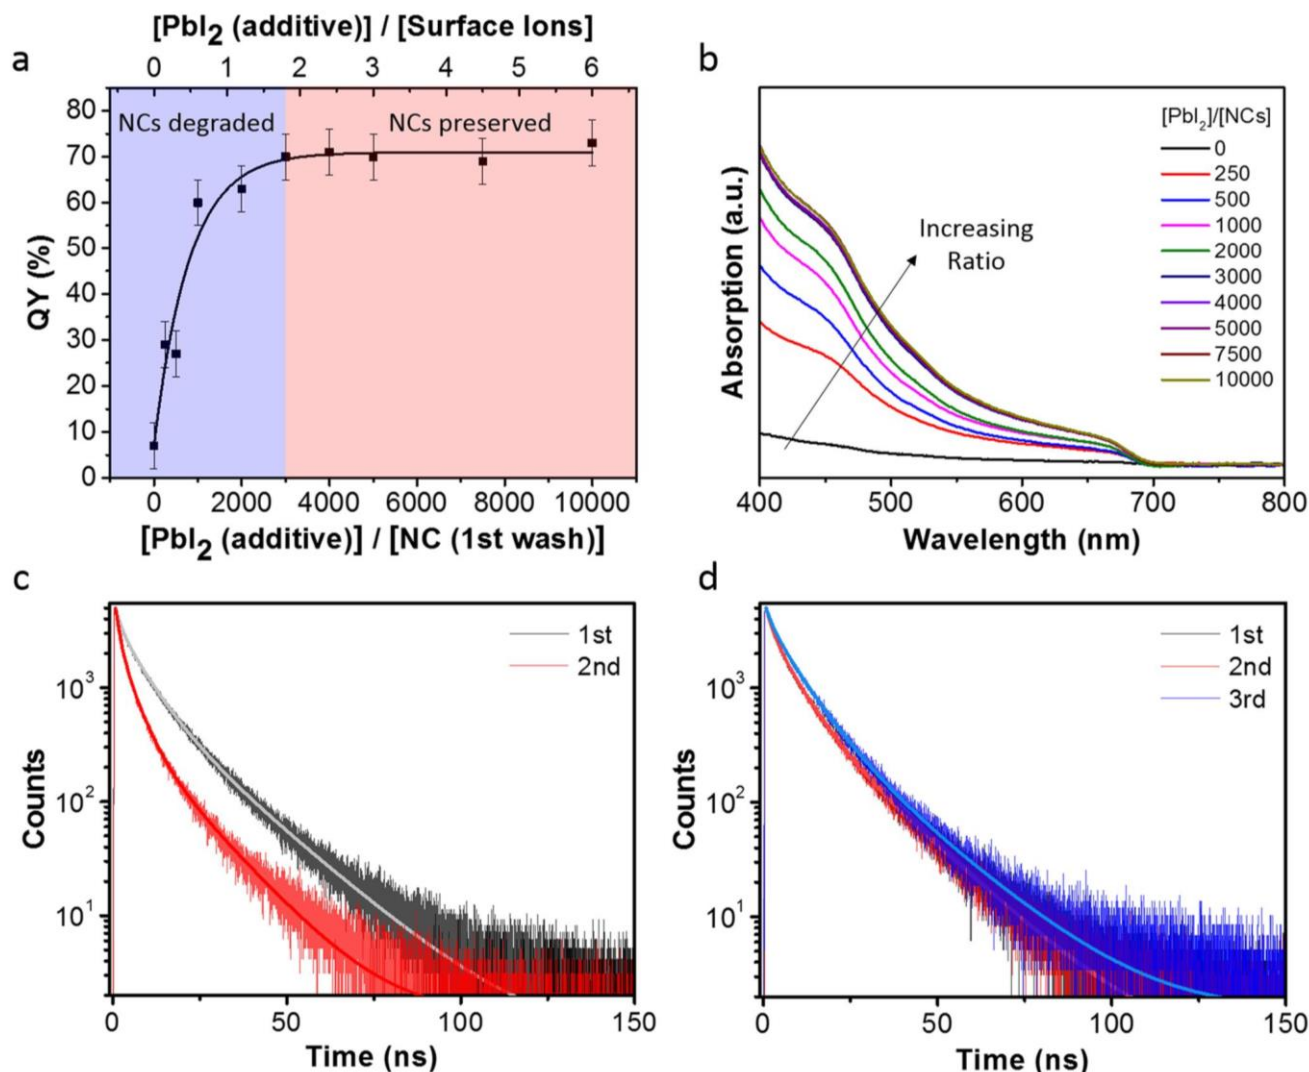 a
[PbI2 (additive)] / [Surface Ions]
0 1 2 3 4 5 6
NCs degraded
NCs preserved
QY (%)
80
70
60
50
40
30
20
10
0
0 2000 4000 6000 8000 10000
[PbI2 (additive)] / [NC (1st wash)]
b
Absorption (a.u.)
Increasing
Ratio
[PbI2]/[NCs]
0
250
500
1000
2000
3000
4000
5000
7500
10000
400 500 600 700 800
Wavelength (nm)
c
Counts
10^3
10^2
10^1
1st
2nd
0 50 100 150
Time (ns)
d
Counts
10^3
10^2
10^1
1st
2nd
3rd
0 50 100 150
Time (ns)